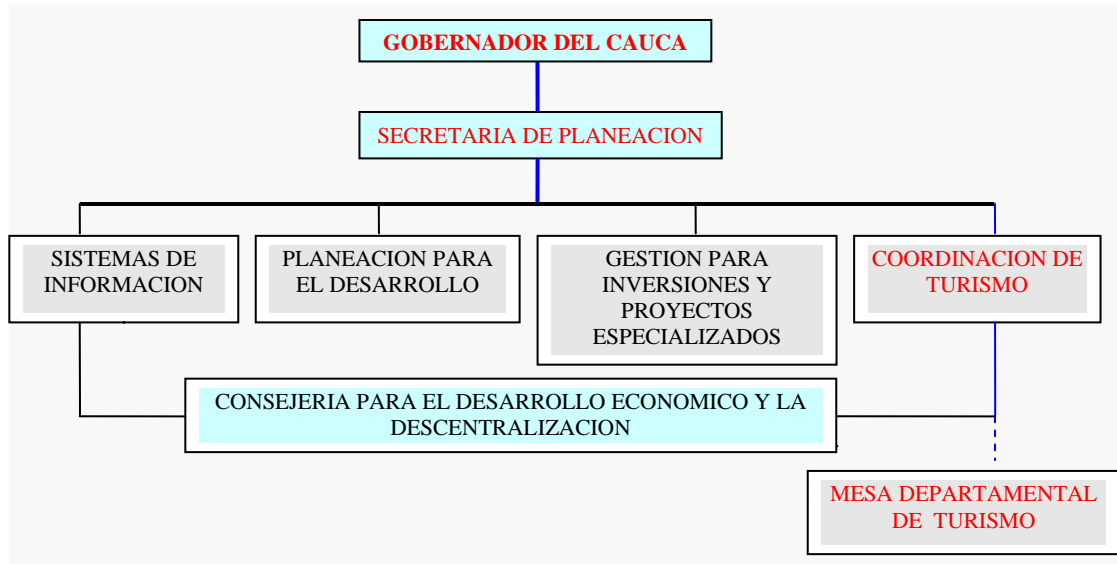 GOBERNADOR DEL CAUCA
SECRETARIA DE PLANEACION
SISTEMAS DE
INFORMACION
PLANEACION PARA
EL DESARROLLO
GESTION PARA
INVERSIONES Y
PROYECTOS
ESPECIALIZADOS
COORDINACION DE
TURISMO
CONSEJERIA PARA EL DESARROLLO ECONOMICO Y LA
DESCENTRALIZACION
MESA DEPARTAMENTAL
DE TURISMO